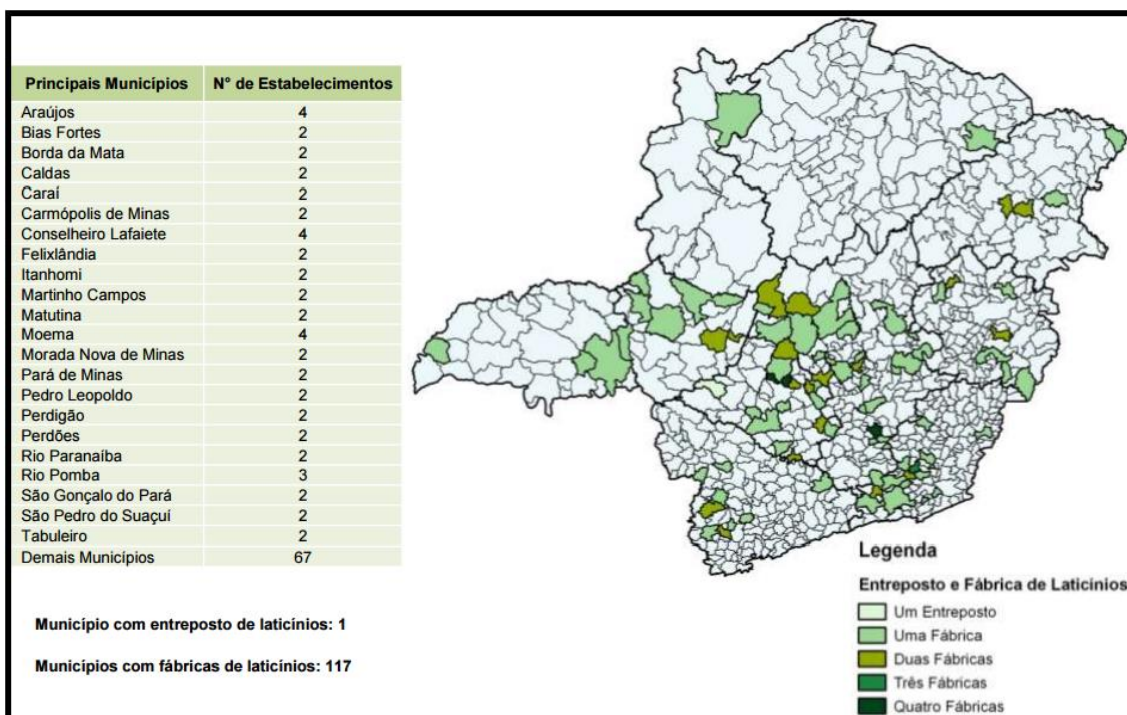 Principais Municípios N° de Estabelecimentos
Araújos 4
Bias Fortes 2
Borda da Mata 2
Caldas 2
Caraí 2
Carmópolis de Minas 2
Conselheiro Lafaiete 4
Felixlândia 2
Itanhomi 2
Martinho Campos 2
Matutina 2
Moema 4
Morada Nova de Minas 2
Pará de Minas 2
Pedro Leopoldo 2
Perdigão 2
Perdões 2
Rio Paranaíba 2
Rio Pomba 3
São Gonçalo do Pará 2
São Pedro do Suaçuí 2
Tabuleiro 2
Demais Municípios 67
Município com entreposto de laticínios: 1
Municípios com fábricas de laticínios: 117
Legenda
Entreposto e Fábrica de Laticínios
Um Entreposto
Uma Fábrica
Duas Fábricas
Três Fábricas
Quatro Fábricas